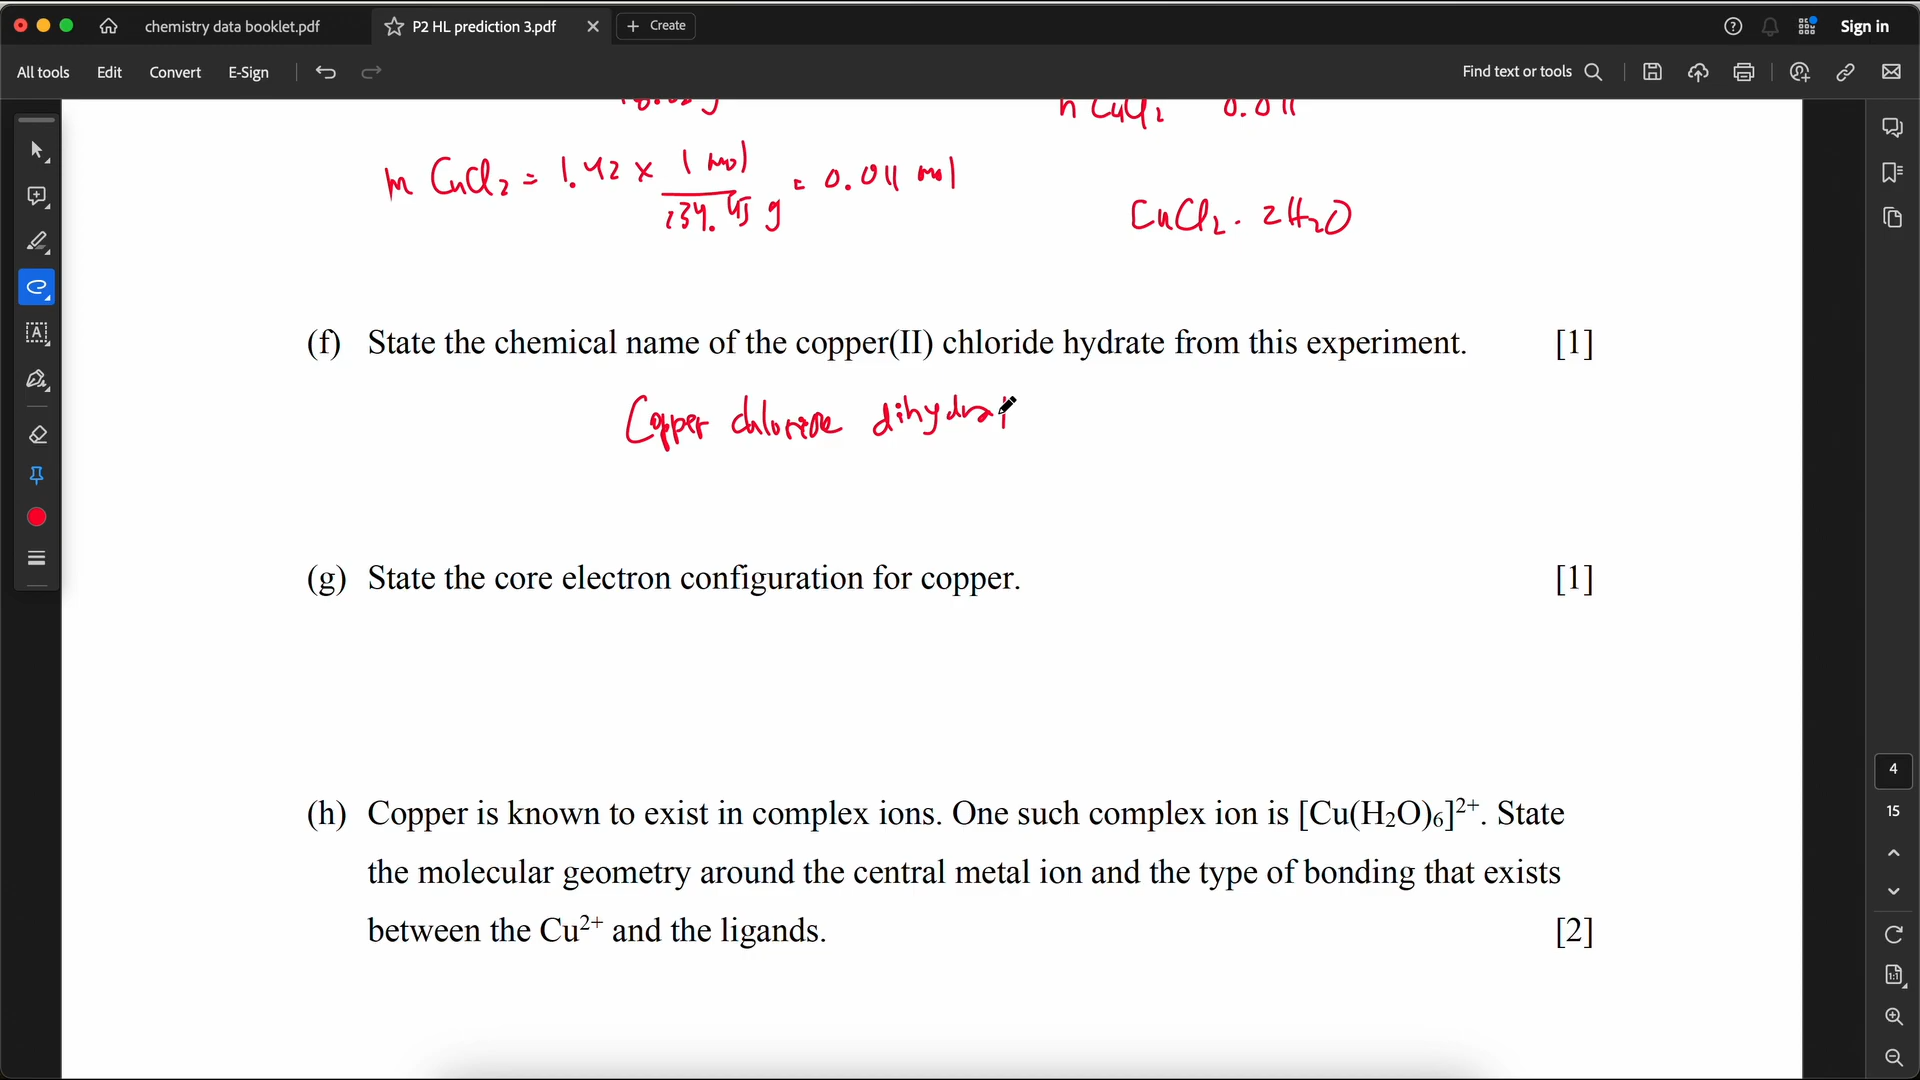 chemistry data booklet.pdf
P2 HL prediction 3.pdf
Create
Sign in
All tools Edit Convert E-Sign
Find text or tools
n CuCl2 0.011
m CuCl2 = 1.42 × 1 mol = 0.011 mol
134.45 g
CuCl2 . 2H2O
(f) State the chemical name of the copper(II) chloride hydrate from this experiment. [1]
Copper chloride dihydrat
(g) State the core electron configuration for copper. [1]
(h) Copper is known to exist in complex ions. One such complex ion is [Cu(H2O)6]2+. State
the molecular geometry around the central metal ion and the type of bonding that exists
between the Cu2+ and the ligands. [2]
4
15